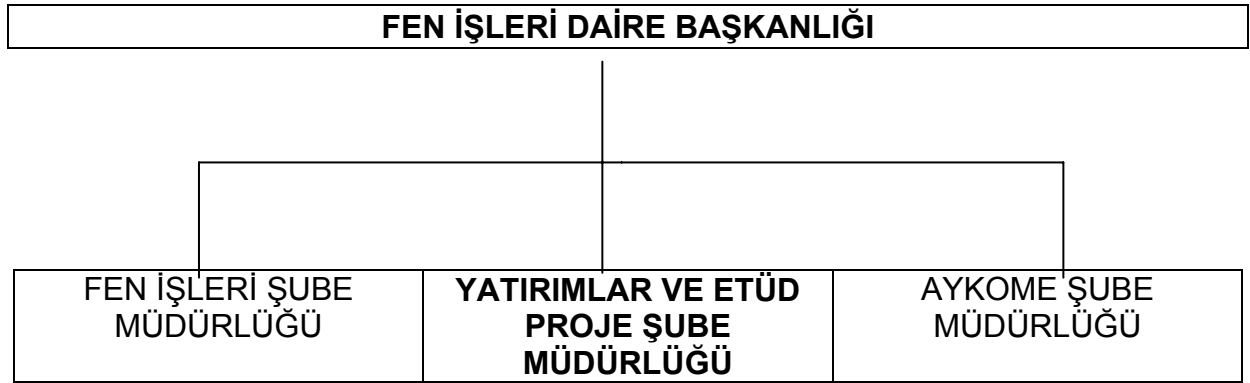 FEN İŞLERİ DAİRE BAŞKANLIĞI
FEN İŞLERİ ŞUBE
MÜDÜRLÜĞÜ
YATIRIMLAR VE ETÜD
PROJE ŞUBE
MÜDÜRLÜĞÜ
AYKOME ŞUBE
MÜDÜRLÜĞÜ